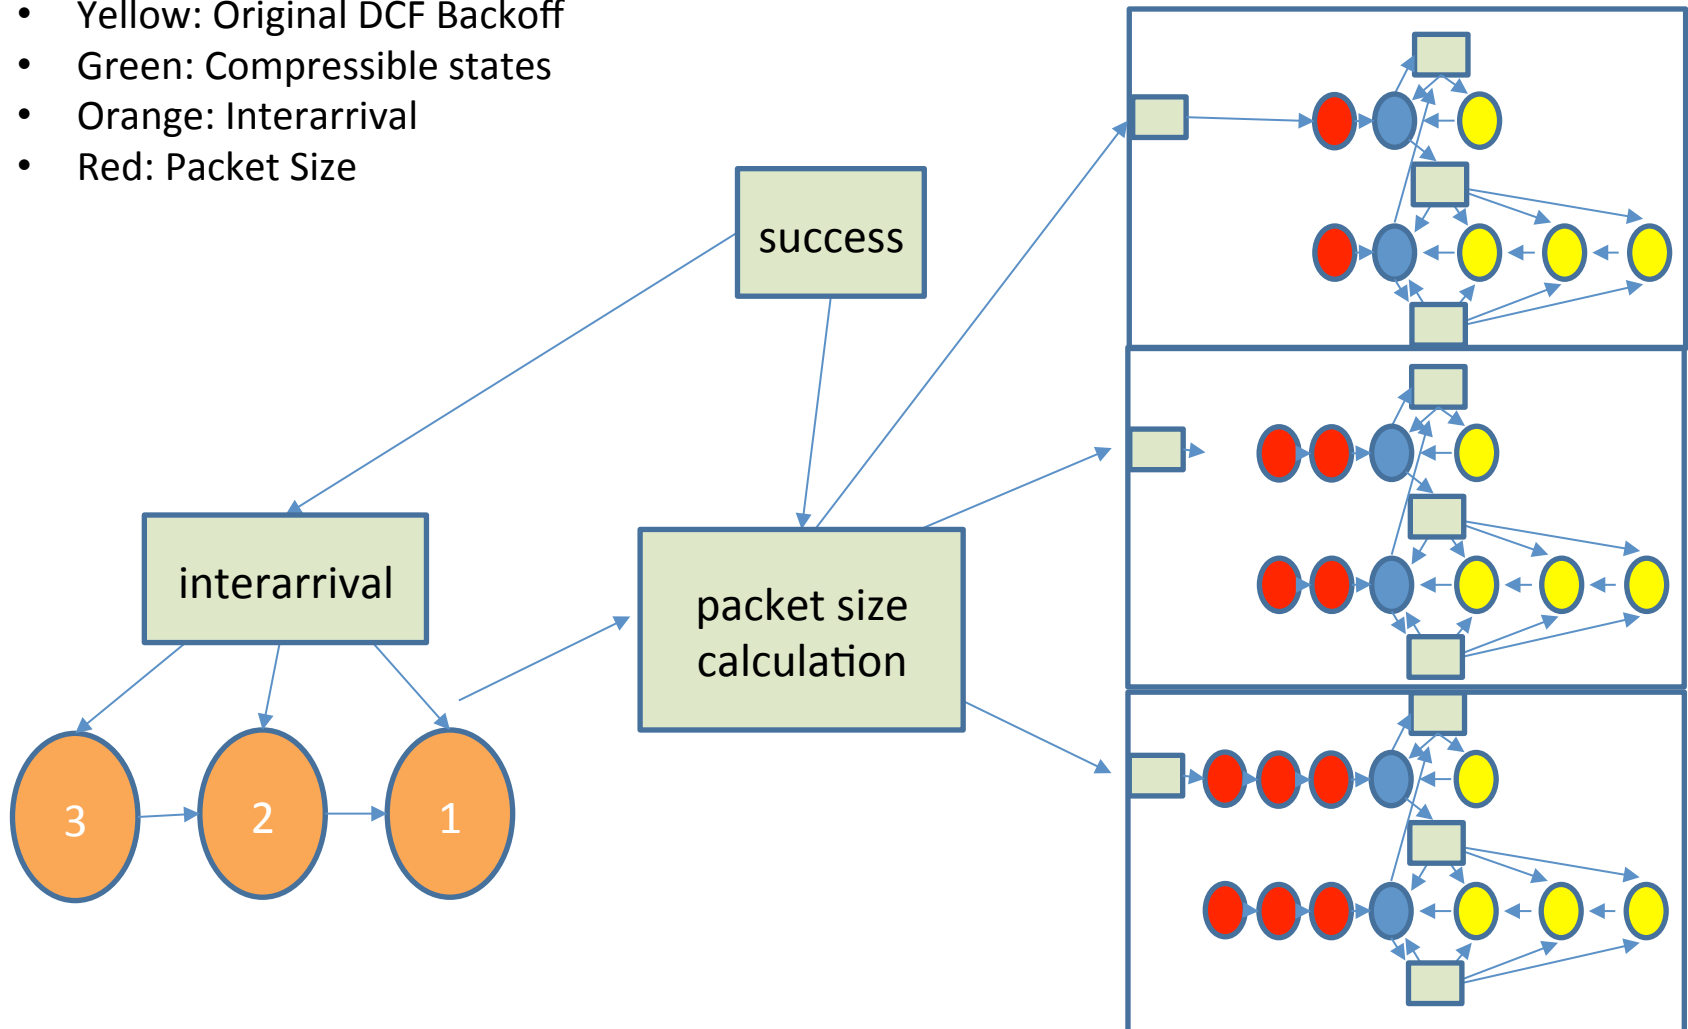 • Yellow: Original DCF Backoff
• Green: Compressible states
• Orange: Interarrival
• Red: Packet Size
success
interarrival
packet size
calculation
3
2
1